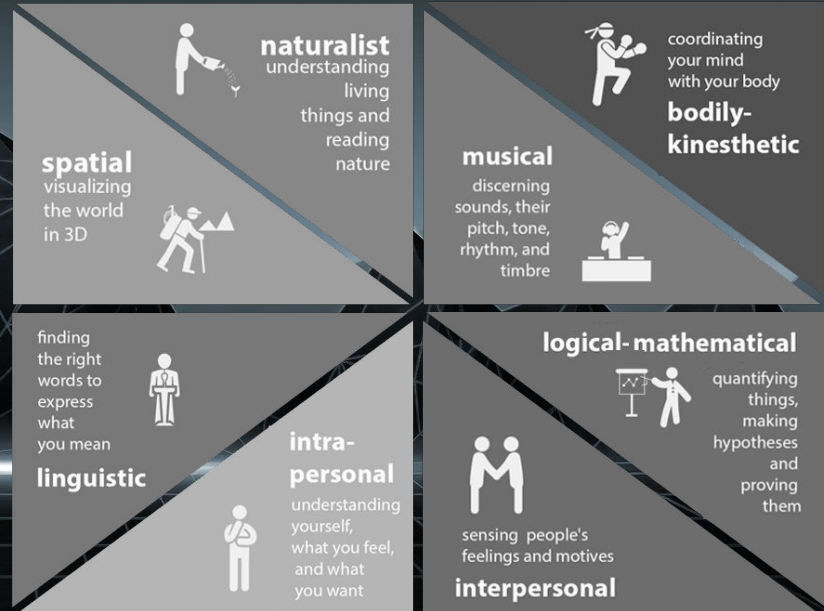 naturalist
understanding
living
things and
reading
nature
spatial
visualizing
the world
in 3D
coordinating
your mind
with your body
bodily-
kinesthetic
musical
discerning
sounds, their
pitch, tone,
rhythm, and
timbre
finding
the right
words to
express
what
you mean
linguistic
intra-
personal
understanding
yourself,
what you feel,
and what
you want
logical-mathematical
quantifying
things,
making
hypotheses
and
proving
them
sensing people's
feelings and motives
interpersonal